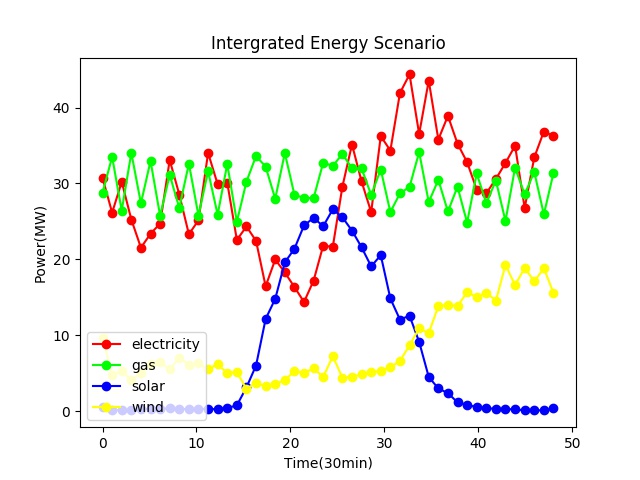 Intergrated Energy Scenario
Power(MW)
40
30
20
10
0
electricity
gas
solar
wind
0 10 20 30 40 50
Time(30min)